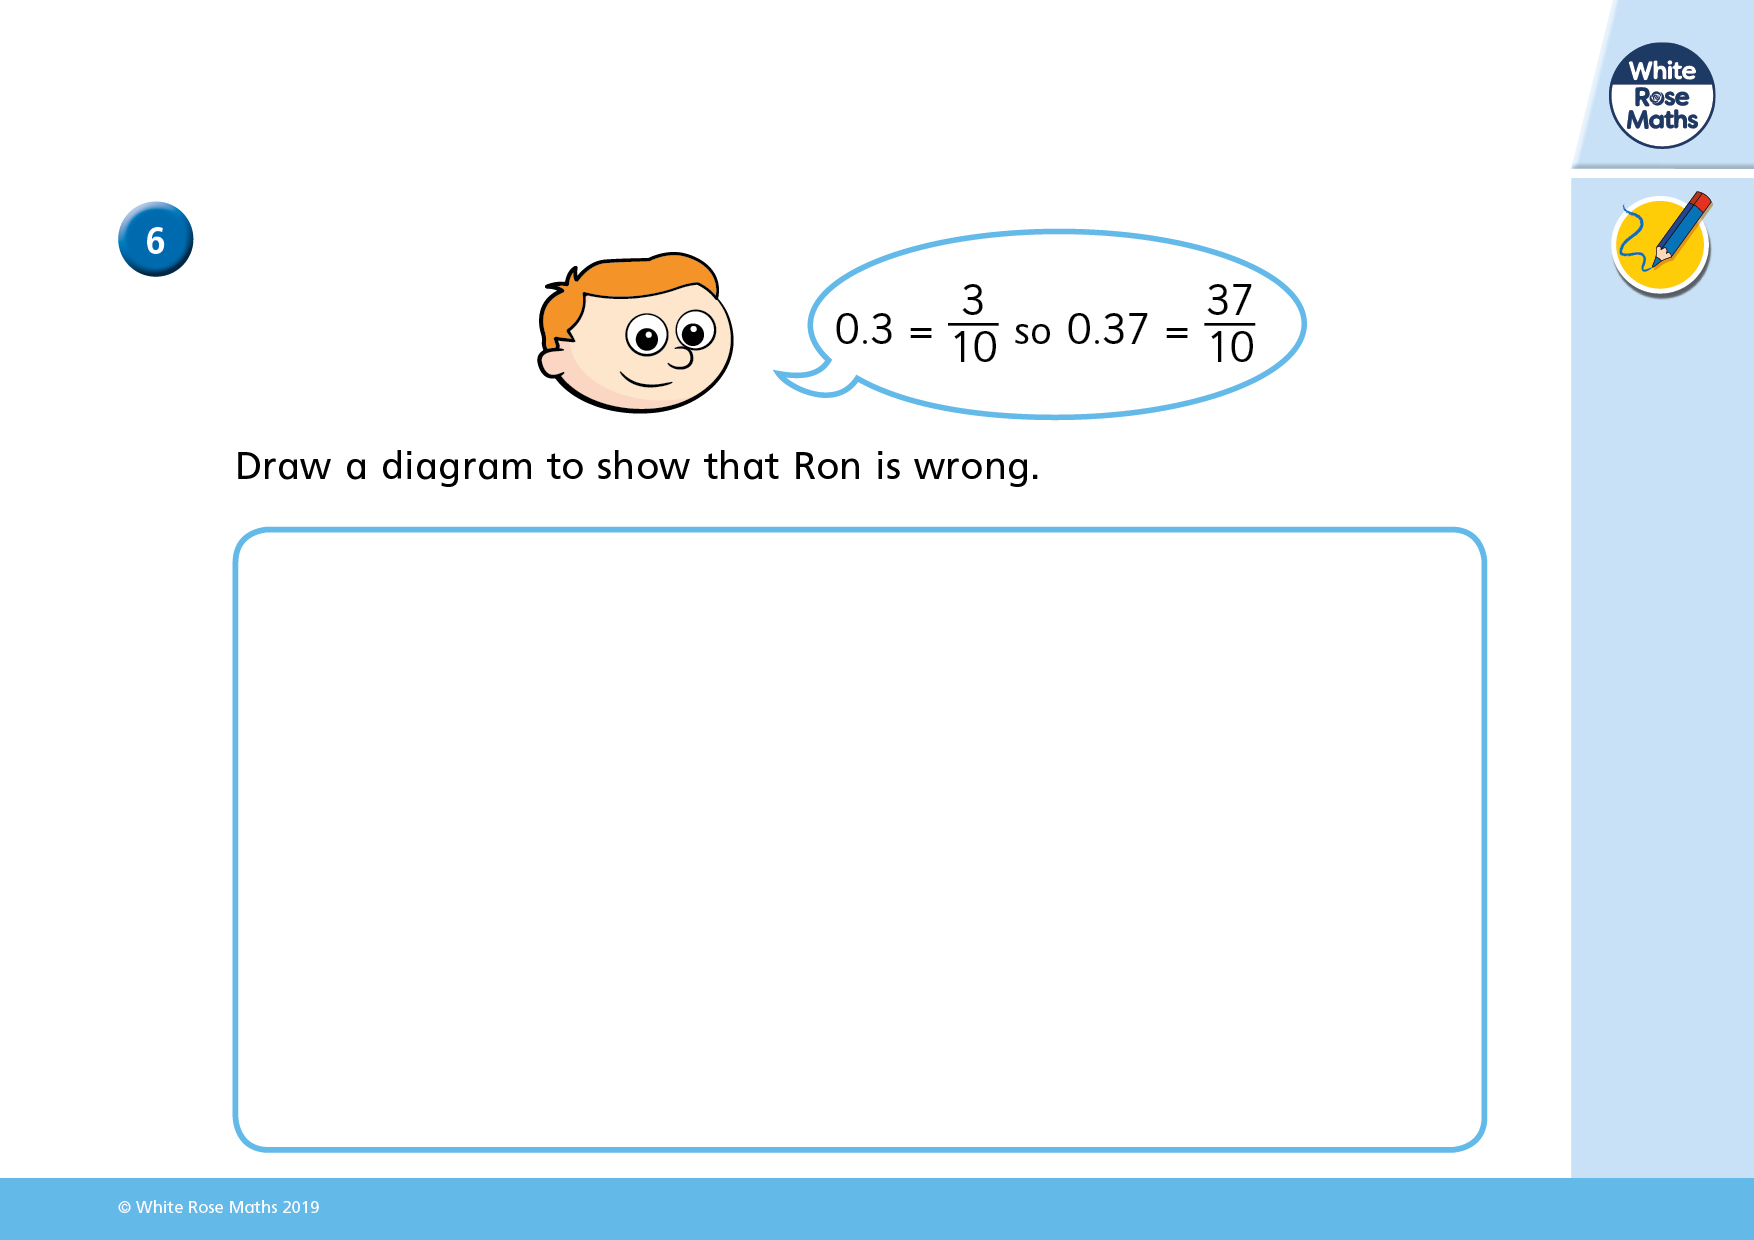 White
Rose
Maths
6
0.3 = 3/10 so 0.37 = 37/10
Draw a diagram to show that Ron is wrong.
© White Rose Maths 2019